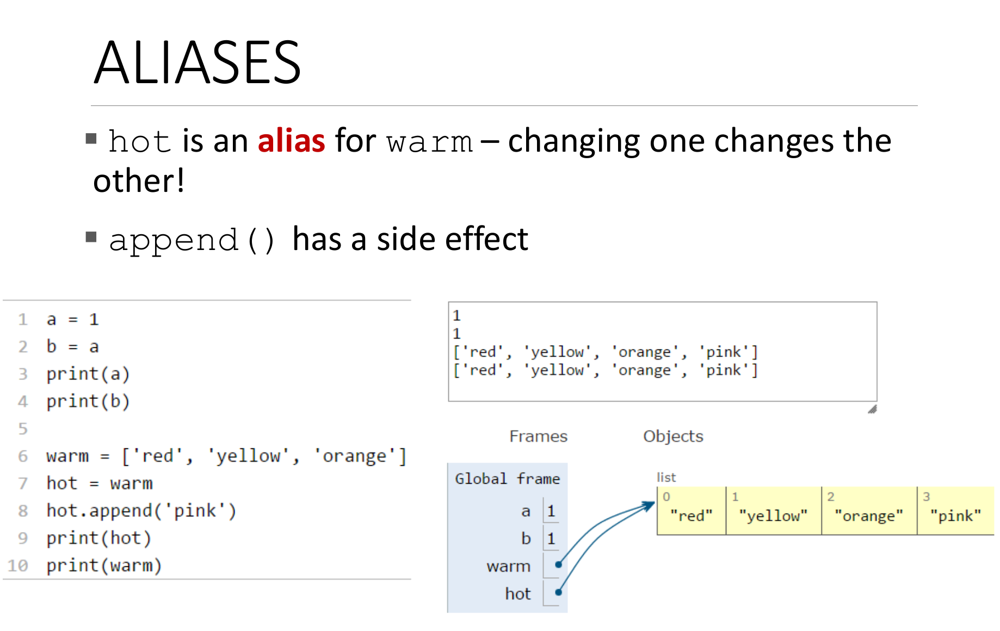 ALIASES
▪ hot is an alias for warm – changing one changes the
other!
▪ append() has a side effect
1 a = 1
2 b = a
3 print(a)
4 print(b)
5
6 warm = ['red', 'yellow', 'orange']
7 hot = warm
8 hot.append('pink')
9 print(hot)
10 print(warm)
1
1
['red', 'yellow', 'orange', 'pink']
['red', 'yellow', 'orange', 'pink']
Frames Objects
Global frame
a 1
b 1
warm
hot
list
0 1 2 3
"red" "yellow" "orange" "pink"